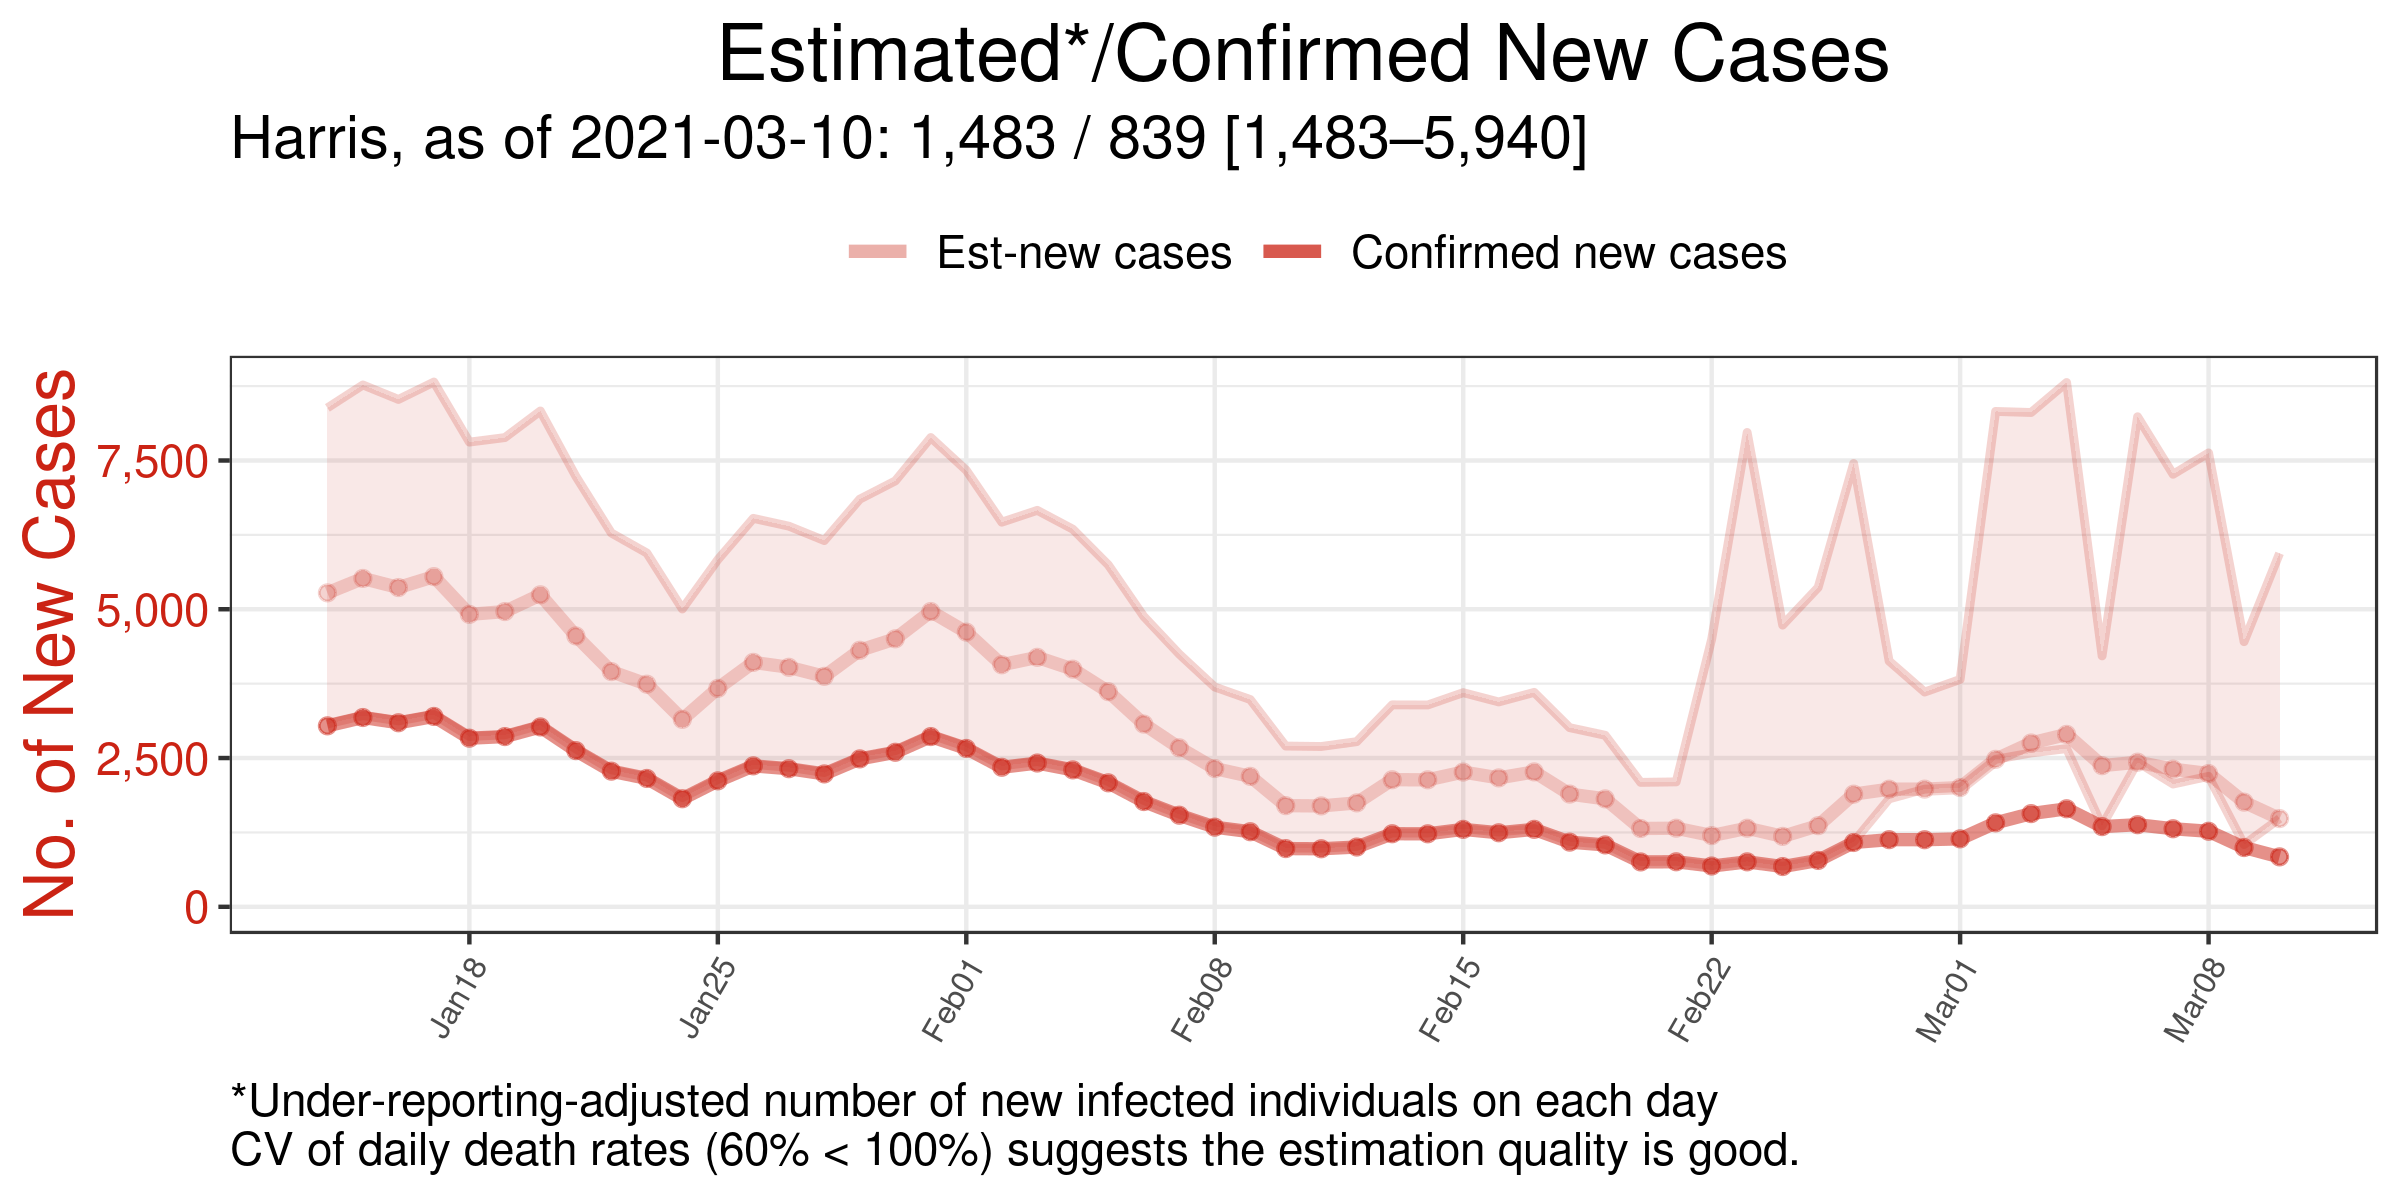 Estimated*/Confirmed New Cases
Harris, as of 2021-03-10: 1,483 / 839 [1,483–5,940]
Est-new cases
Confirmed new cases
No. of New Cases
7,500
5,000
2,500
0
Jan18
Jan25
Feb01
Feb08
Feb15
Feb22
Mar01
Mar08
*Under-reporting-adjusted number of new infected individuals on each day
CV of daily death rates (60% < 100%) suggests the estimation quality is good.